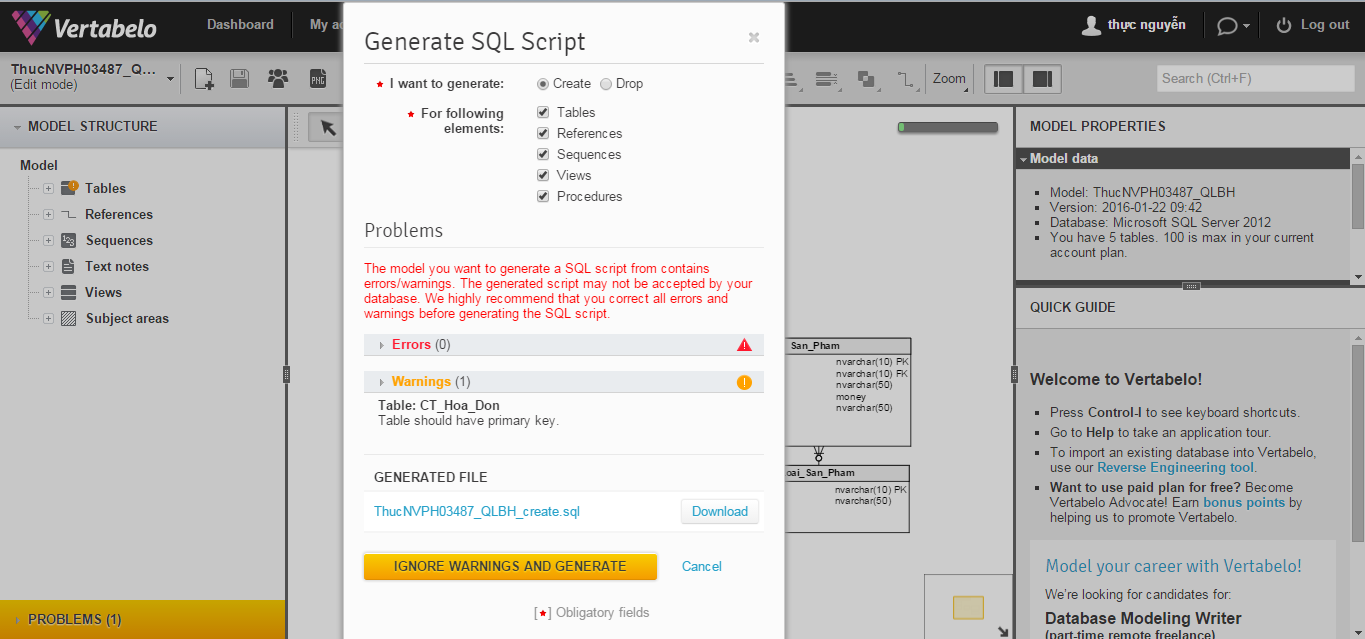 Vertabelo
Dashboard
My ac
thực nguyễn
Log out
ThucNVPH03487_Q...
(Edit mode)
PNG
Zoom
Search (Ctrl+F)
MODEL STRUCTURE
Model
Tables
References
123
Sequences
Text notes
Views
Subject areas
PROBLEMS (1)
Generate SQL Script
* I want to generate:
Create
Drop
* For following
elements:
Tables
References
Sequences
Views
Procedures
Problems
The model you want to generate a SQL script from contains
errors/warnings. The generated script may not be accepted by your
database. We highly recommend that you correct all errors and
warnings before generating the SQL script.
Errors (0)
Warnings (1)
Table: CT_Hoa_Don
Table should have primary key.
GENERATED FILE
ThucNVPH03487_QLBH_create.sql
Download
IGNORE WARNINGS AND GENERATE
Cancel
[*] Obligatory fields
San_Pham
nvarchar(10) PK
nvarchar(10) FK
nvarchar(50)
money
nvarchar(50)
oai_San_Pham
nvarchar(10) PK
nvarchar(50)
MODEL PROPERTIES
Model data
Model: ThucNVPH03487_QLBH
Version: 2016-01-22 09:42
Database: Microsoft SQL Server 2012
You have 5 tables. 100 is max in your current
account plan.
QUICK GUIDE
Welcome to Vertabelo!
Press Control-I to see keyboard shortcuts.
Go to Help to take an application tour.
To import an existing database into Vertabelo,
use our Reverse Engineering tool.
Want to use paid plan for free? Become
Vertabelo Advocate! Earn bonus points by
helping us to promote Vertabelo.
Model your career with Vertabelo!
We're looking for candidates for:
Database Modeling Writer
(part-time remote freelance)